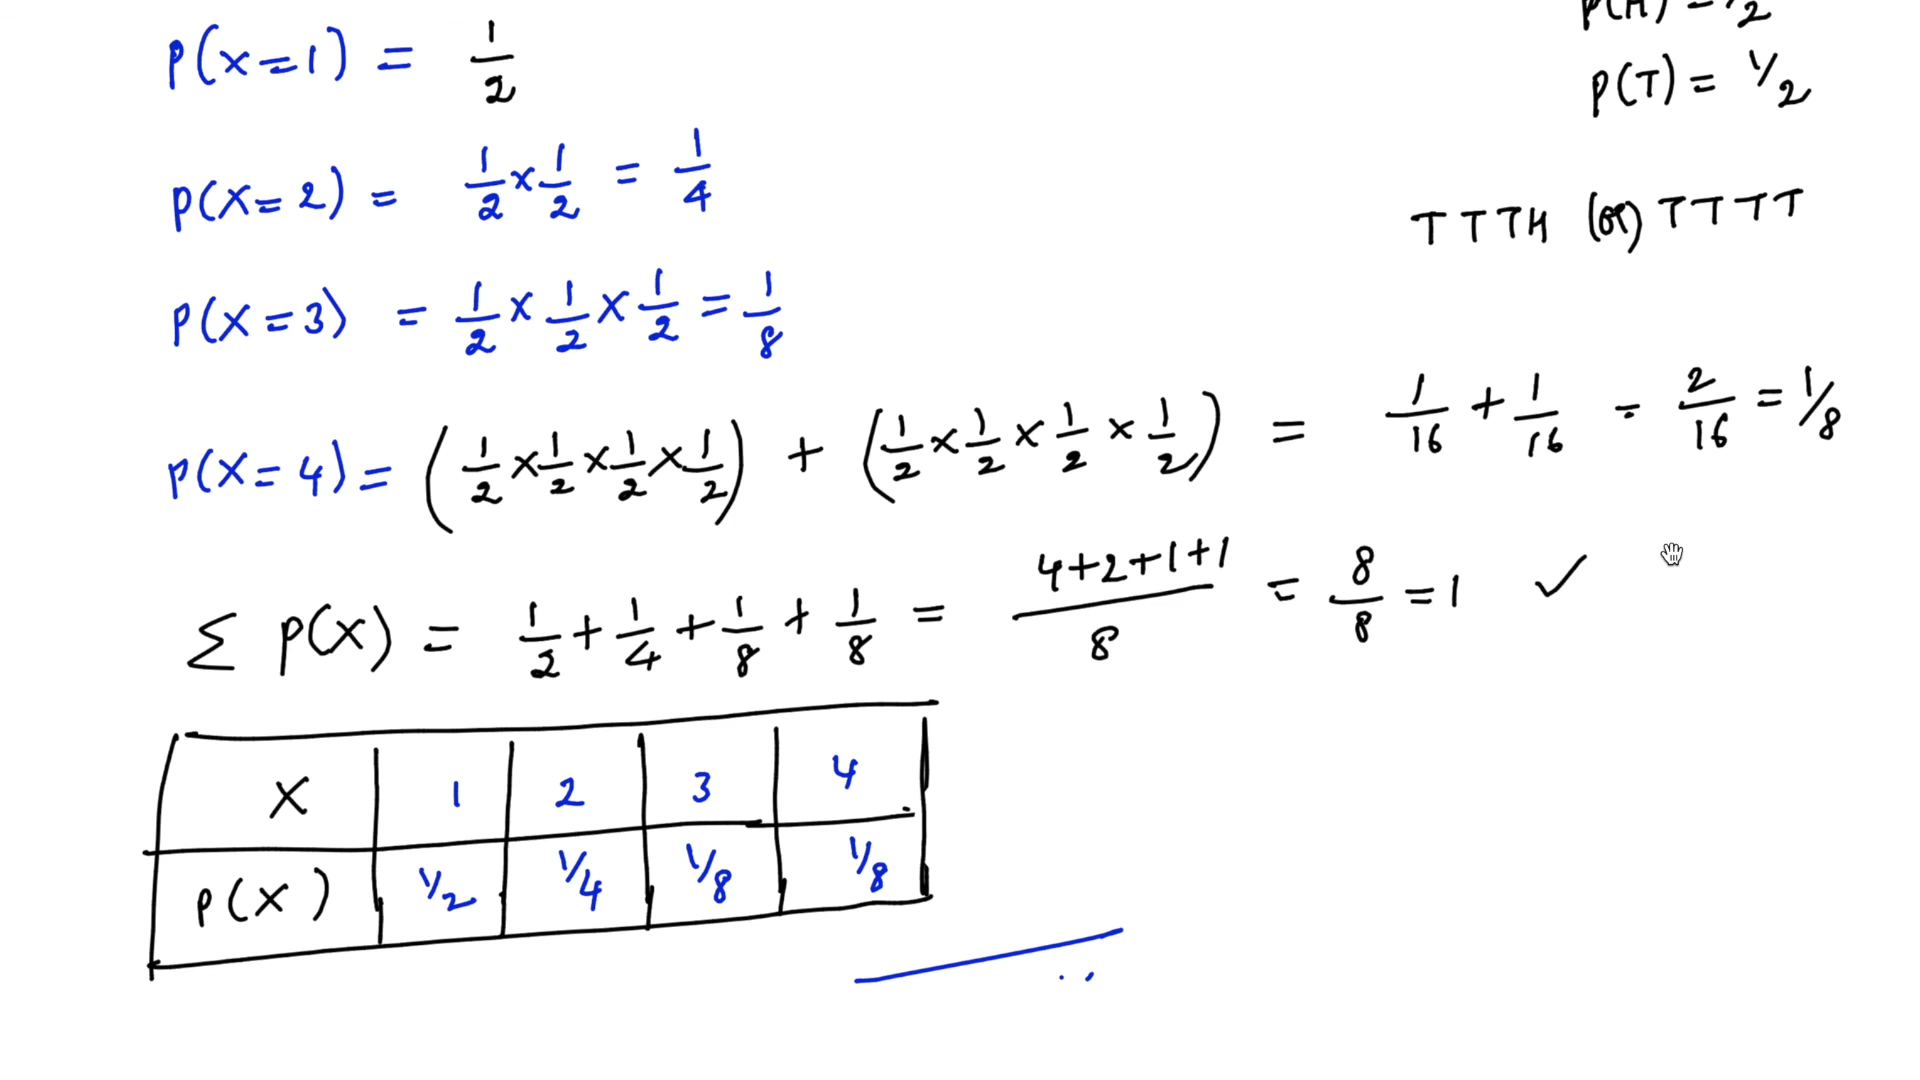 P(X=1) = 1/2
P(H) = 1/2
P(T) = 1/2
P(X=2) = 1/2 × 1/2 = 1/4
T T T H (or) T T T T
P(X=3) = 1/2 × 1/2 × 1/2 = 1/8
P(X=4) = (1/2 × 1/2 × 1/2 × 1/2) + (1/2 × 1/2 × 1/2 × 1/2) = 1/16 + 1/16 = 2/16 = 1/8
Σ P(X) = 1/2 + 1/4 + 1/8 + 1/8 = 4+2+1+1/8 = 8/8 = 1 ✓
X 1 2 3 4
P(X) 1/2 1/4 1/8 1/8